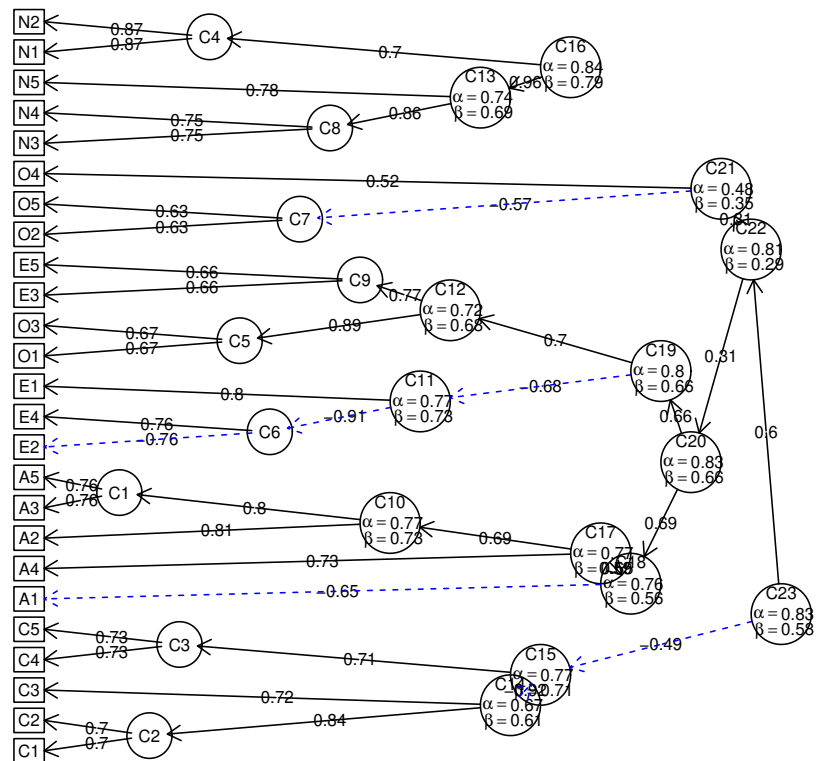 N2
N1
N5
N4
N3
O4
O5
O2
E5
E3
O3
O1
E1
E4
E2
A5
A3
A2
A4
A1
C5
C4
C3
C2
C1
0.87
0.87
C4
0.7
C16
α = 0.84
β = 0.79
0.96
C13
α = 0.74
β = 0.69
0.78
0.86
C8
0.75
0.75
0.52
C21
α = 0.48
β = 0.35
−0.57
C7
0.63
0.63
0.81
C22
α = 0.81
β = 0.29
0.66
0.66
C9
0.77
C12
α = 0.72
β = 0.63
0.89
C5
0.67
0.67
0.7
C19
α = 0.8
β = 0.66
0.31
0.8
C11
α = 0.77
β = 0.73
−0.68
−0.91
C6
0.76
−0.76
0.66
C20
α = 0.83
β = 0.66
0.6
0.76
0.76
C1
0.8
C10
α = 0.77
β = 0.73
0.81
0.69
0.69
C17
α = 0.77
0.73
C18
α = 0.76
β = 0.56
−0.65
C23
α = 0.83
β = 0.58
−0.49
0.73
0.73
C3
0.71
C15
α = 0.77
0.72
C14
α = 0.67
β = 0.61
0.84
C2
0.7
0.7